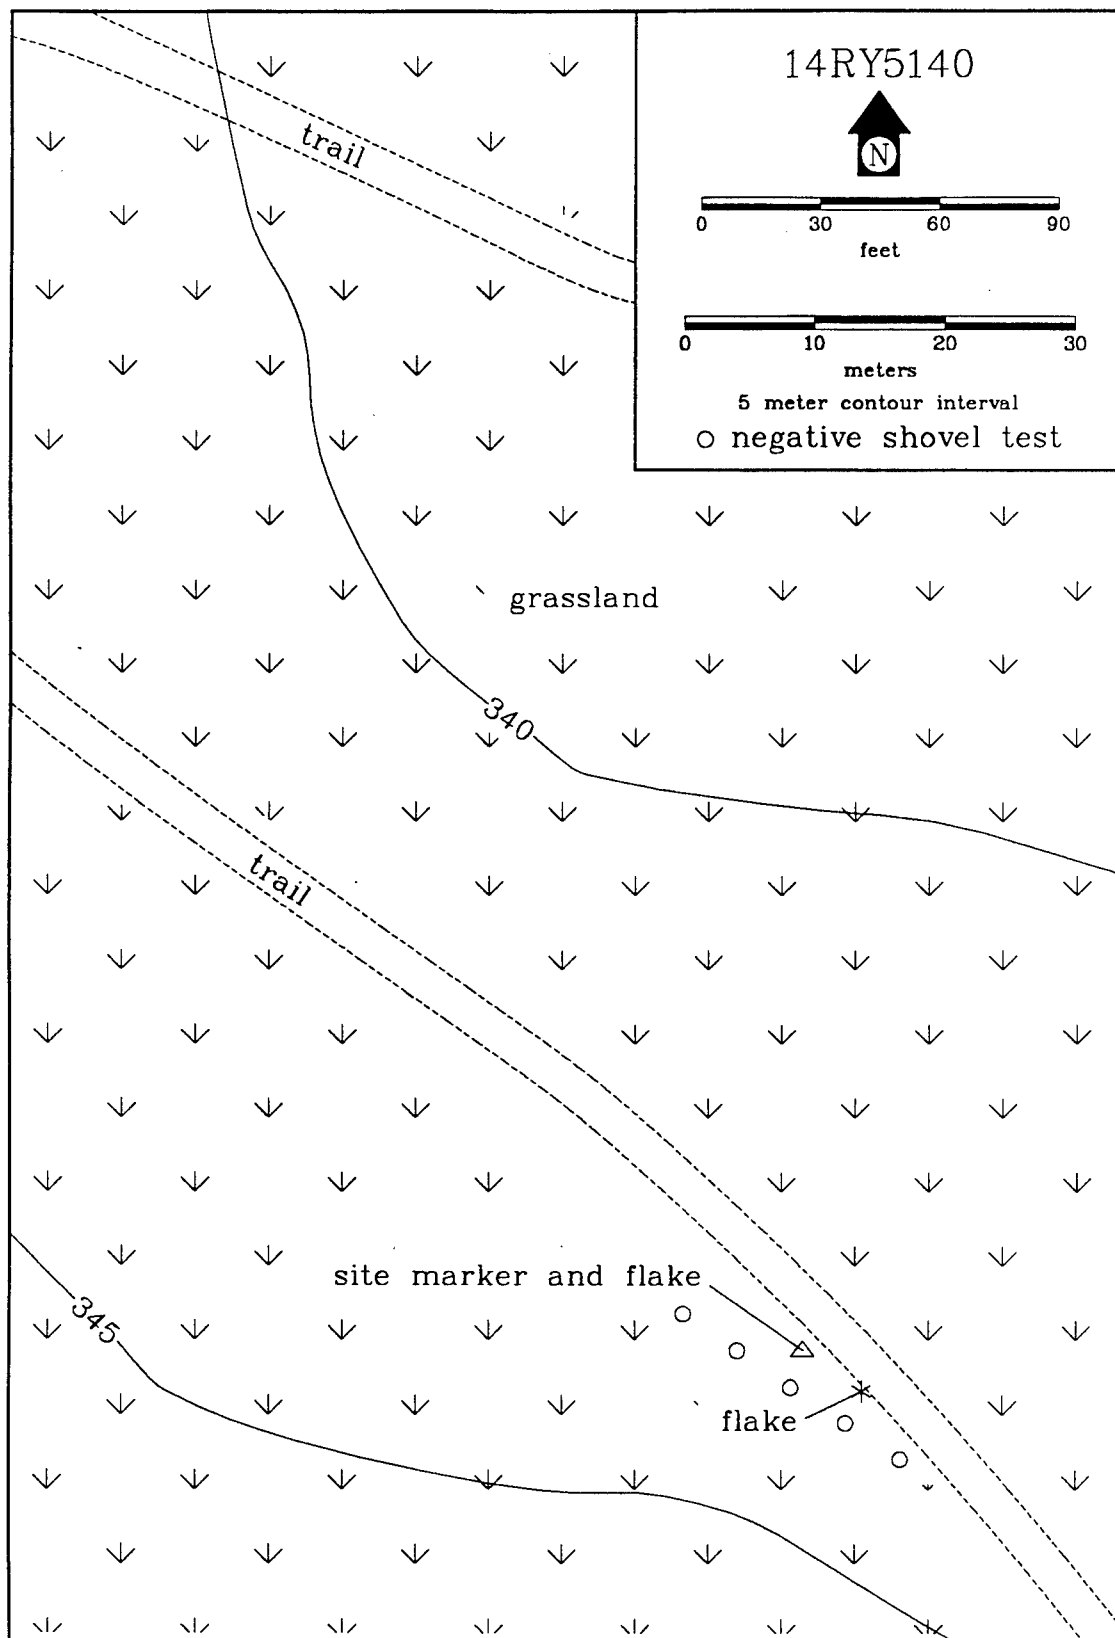 14RY5140
N
0 30 60 90
feet
0 10 20 30
meters
5 meter contour interval
negative shovel test
trail
grassland
340
trail
site marker and flake
345
flake